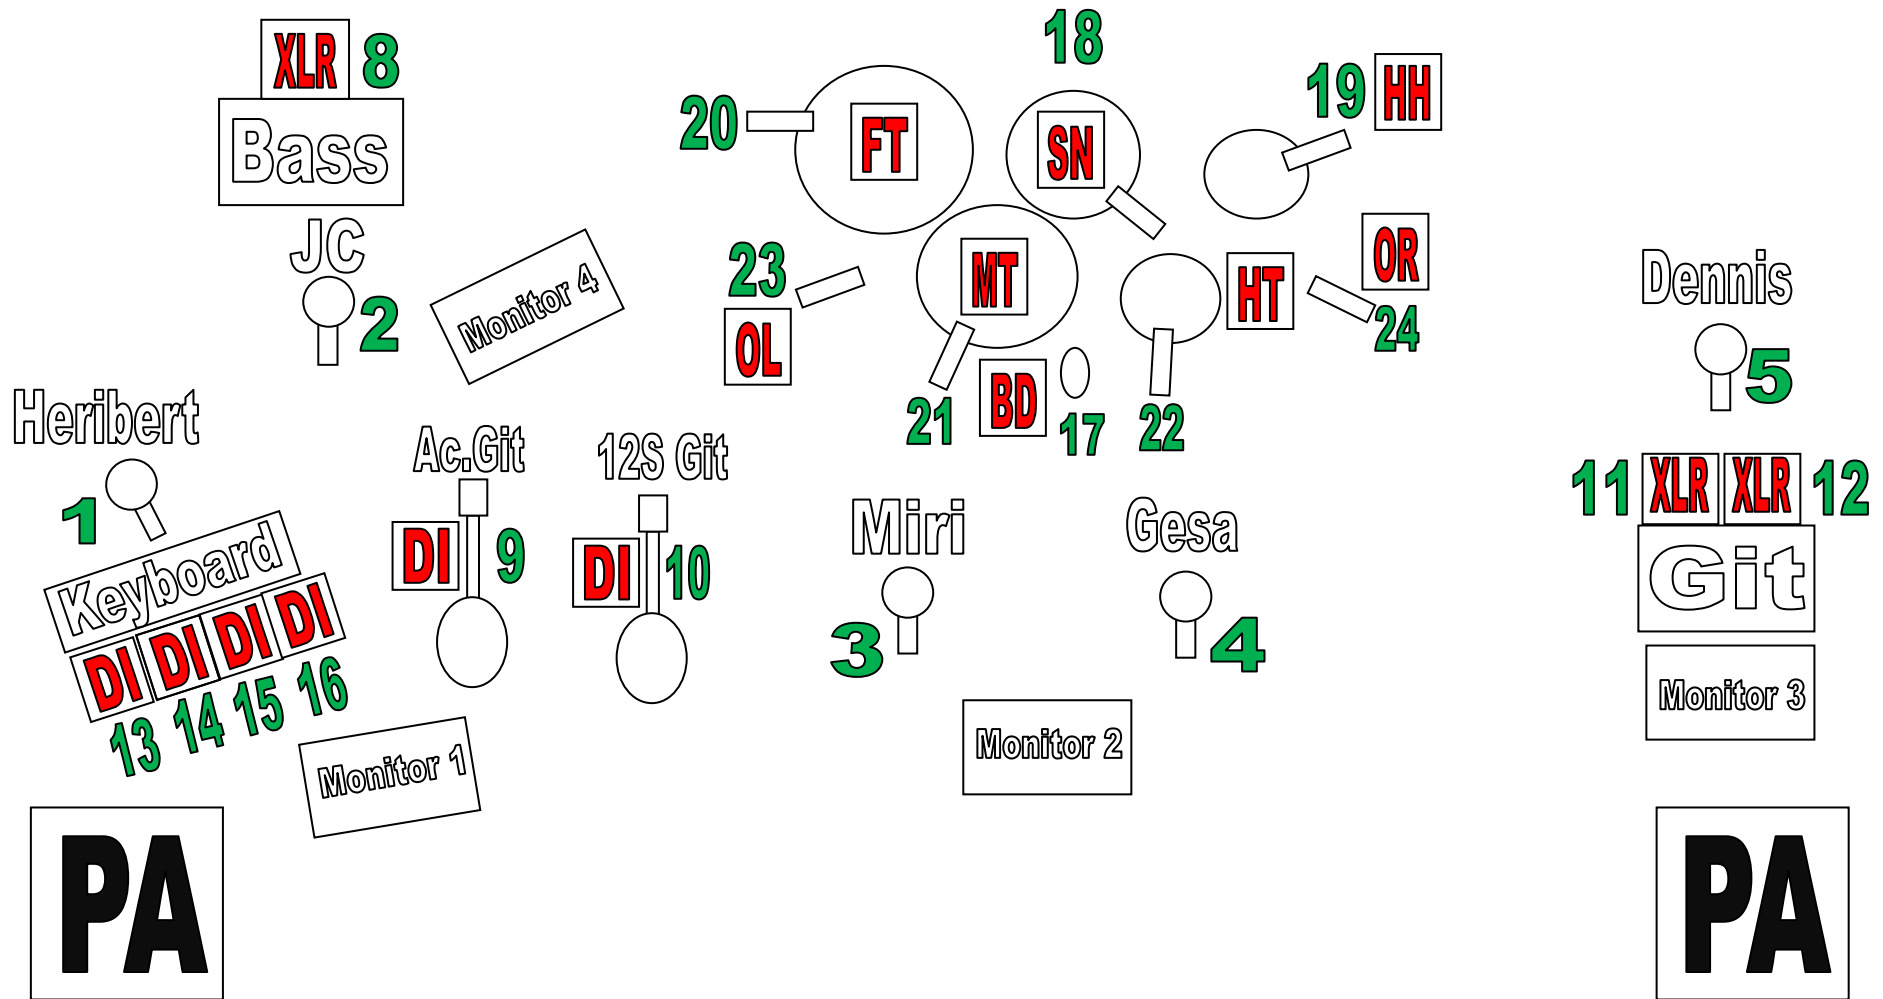 XLR 8
Bass
JC
2
Monitor 4
Heribert
1
Keyboard
DI DI DI DI
13 14 15 16
Ac.Git
DI 9
12S Git
DI 10
Monitor 1
PA
18
20 FT
SN
19 HH
23
OL
MT
HT
OR
24
21
BD
17
22
Miri
3
Gesa
4
Monitor 2
Dennis
5
11 XLR XLR 12
Git
Monitor 3
PA